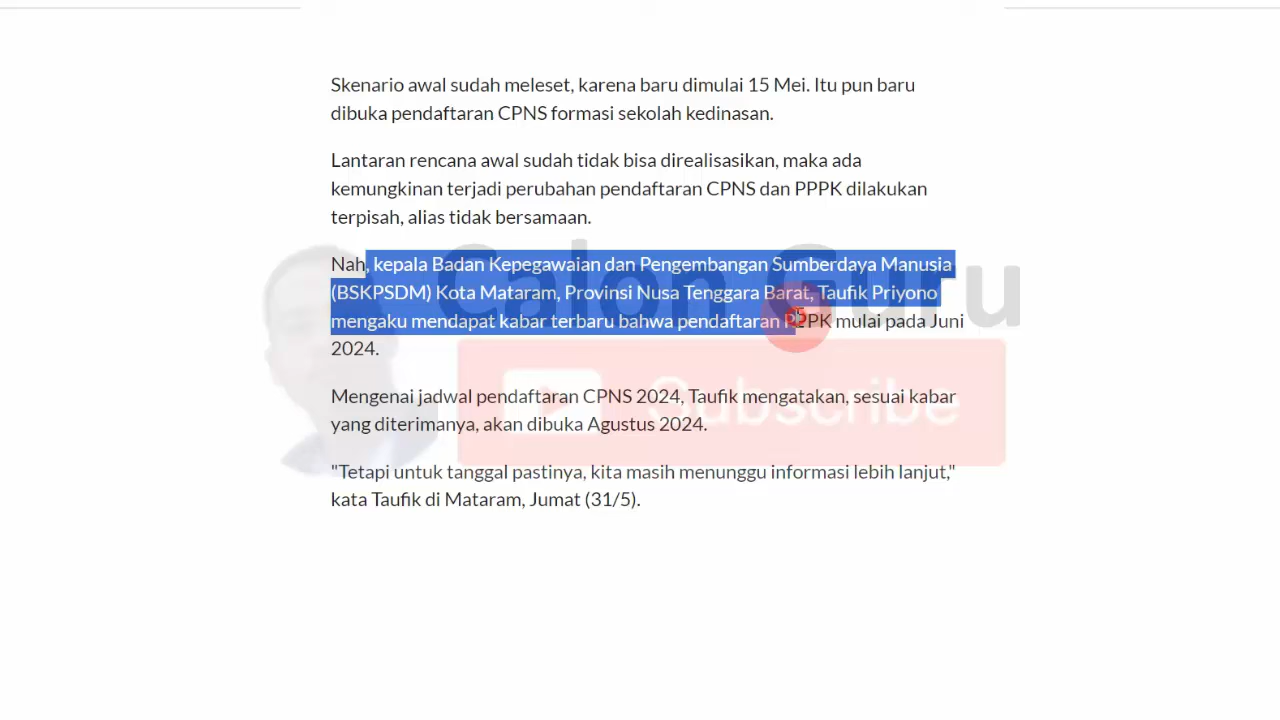 Skenario awal sudah meleset, karena baru dimulai 15 Mei. Itu pun baru
dibuka pendaftaran CPNS formasi sekolah kedinasan.
Lantaran rencana awal sudah tidak bisa direalisasikan, maka ada
kemungkinan terjadi perubahan pendaftaran CPNS dan PPPK dilakukan
terpisah, alias tidak bersamaan.
Nah, kepala Badan Kepegawaian dan Pengembangan Sumberdaya Manusia
(BSKPSDM) Kota Mataram, Provinsi Nusa Tenggara Barat, Taufik Priyono
mengaku mendapat kabar terbaru bahwa pendaftaran PPPK mulai pada Juni
2024.
Mengenai jadwal pendaftaran CPNS 2024, Taufik mengatakan, sesuai kabar
yang diterimanya, akan dibuka Agustus 2024.
"Tetapi untuk tanggal pastinya, kita masih menunggu informasi lebih lanjut,"
kata Taufik di Mataram, Jumat (31/5).
Calon Guru
Subscribe